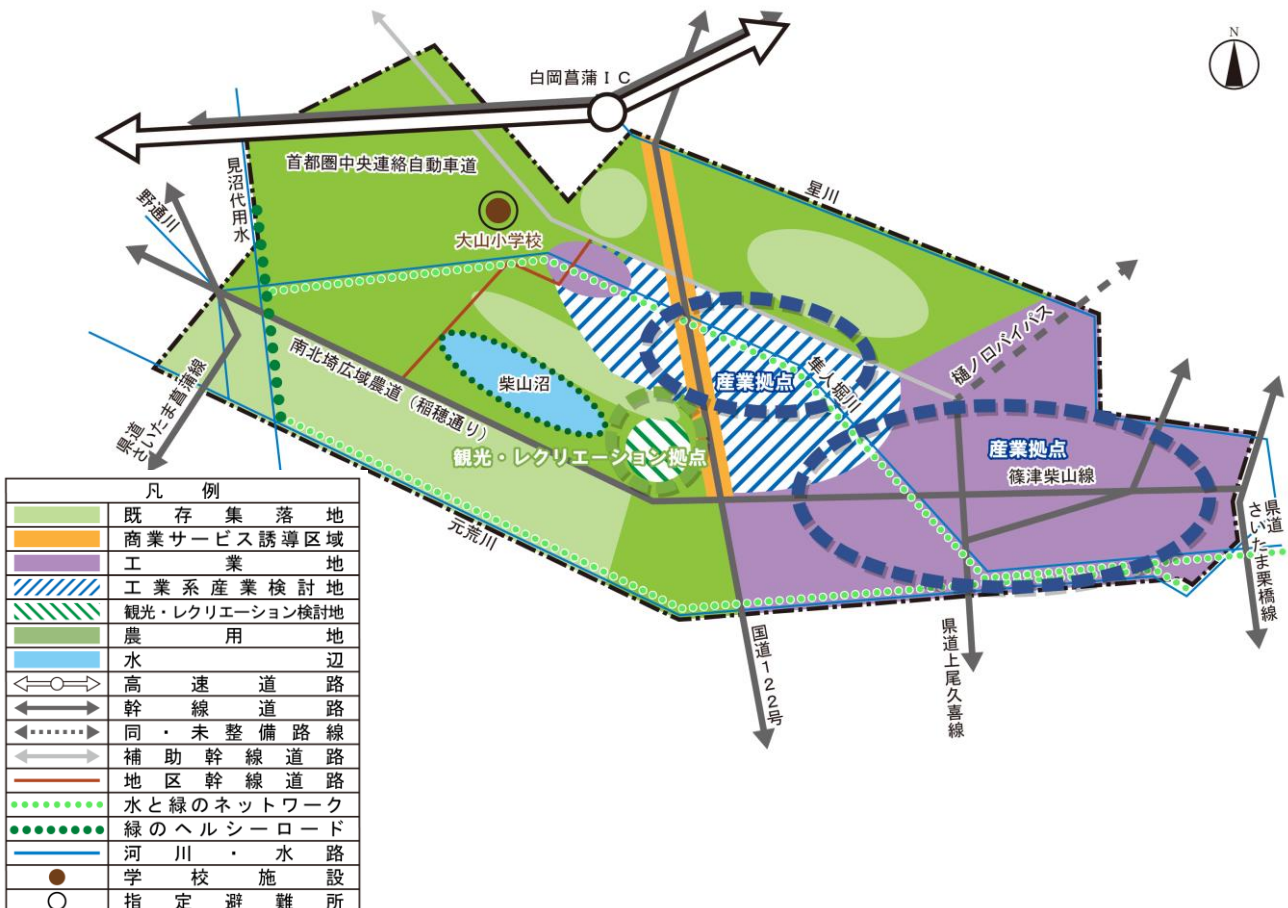 N
白岡菖蒲IC
首都圏中央連絡自動車道
見沼代用水
野通川
大山小学校
星川
樋ノ口バイパス
南北埼広域農道(稲穂通り)
柴山沼
産業拠点
隼人堀川
県道
さいたま菖蒲線
観光・レクリエーション拠点
産業拠点
篠津柴山線
元荒川
国道122号
県道上尾久喜線
県道
さいたま栗橋線
凡例
既存集落地
商業サービス誘導区域
工業地
工業系産業検討地
観光・レクリエーション検討地
農用地
水辺
高速道路
幹線道路
同・未整備路線
補助幹線道路
地区幹線道路
水と緑のネットワーク
緑のヘルシーロード
河川・水路
学校施設
指定避難所